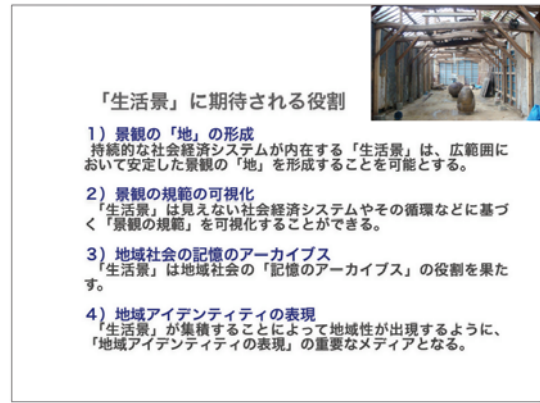 「生活景」に期待される役割
1）景観の「地」の形成
持続的な社会経済システムが内在する「生活景」は、広範囲に
おいて安定した景観の「地」を形成することを可能とする。
2）景観の規範の可視化
「生活景」は見えない社会経済システムやその循環などに基づ
く「景観の規範」を可視化することができる。
3）地域社会の記憶のアーカイブス
「生活景」は地域社会の「記憶のアーカイブス」の役割を果た
す。
4）地域アイデンティティの表現
「生活景」が集積することによって地域性が出現するように、
「地域アイデンティティの表現」の重要なメディアとなる。